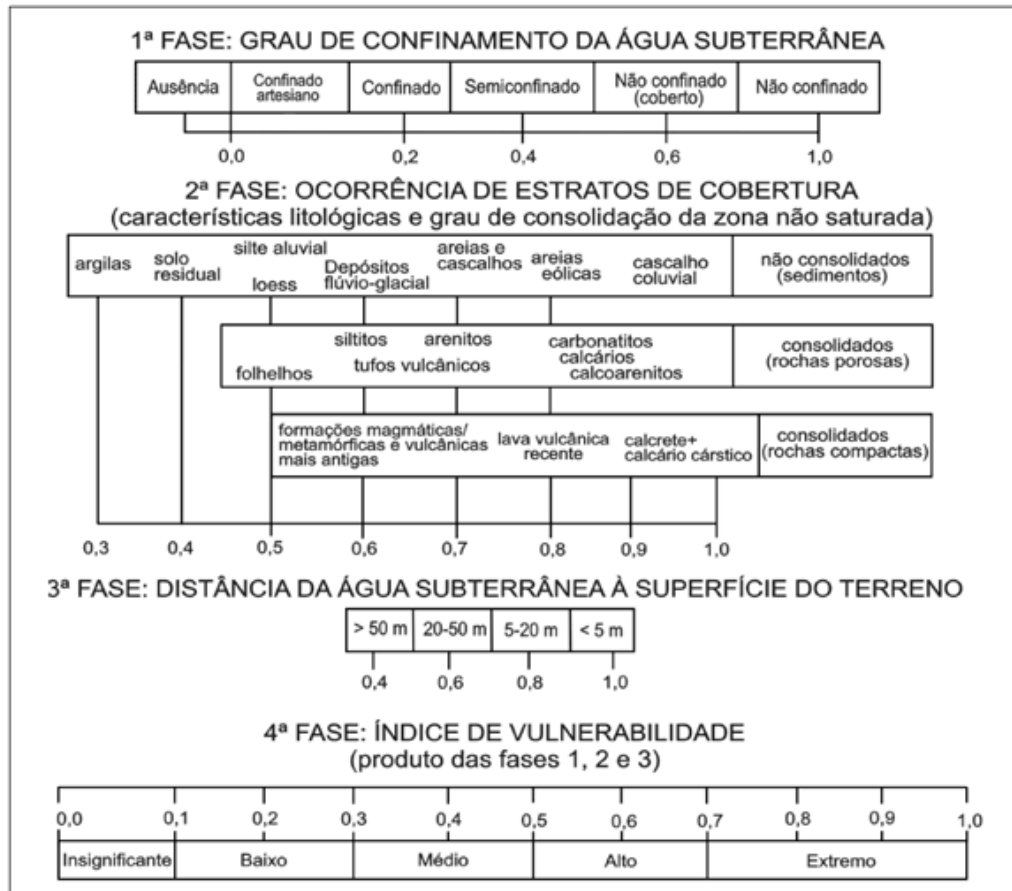 1ª FASE: GRAU DE CONFINAMENTO DA ÁGUA SUBTERRÂNEA
Ausência
Confinado
artesiano
Confinado
Semiconfinado
Não confinado
(coberto)
Não confinado
0,0
0,2
0,4
0,6
1,0
2ª FASE: OCORRÊNCIA DE ESTRATOS DE COBERTURA
(características litológicas e grau de consolidação da zona não saturada)
argilas
solo
residual
silte aluvial
loess
Depósitos
flúvio-glacial
areias e
cascalhos
areias
eólicas
cascalho
coluvial
não consolidados
(sedimentos)
folhelhos
siltitos
tufos vulcânicos
arenitos
carbonatitos
calcários
calcoarenitos
consolidados
(rochas porosas)
formações magmáticas/
metamórficas e vulcânicas
mais antigas
lava vulcânica
recente
calcrete+
calcário cárstico
consolidados
(rochas compactas)
0,3
0,4
0,5
0,6
0,7
0,8
0,9
1,0
3ª FASE: DISTÂNCIA DA ÁGUA SUBTERRÂNEA À SUPERFÍCIE DO TERRENO
> 50 m
20-50 m
5-20 m
< 5 m
0,4
0,6
0,8
1,0
4ª FASE: ÍNDICE DE VULNERABILIDADE
(produto das fases 1, 2 e 3)
0,0
0,1
0,2
0,3
0,4
0,5
0,6
0,7
0,8
0,9
1,0
Insignificante
Baixo
Médio
Alto
Extremo